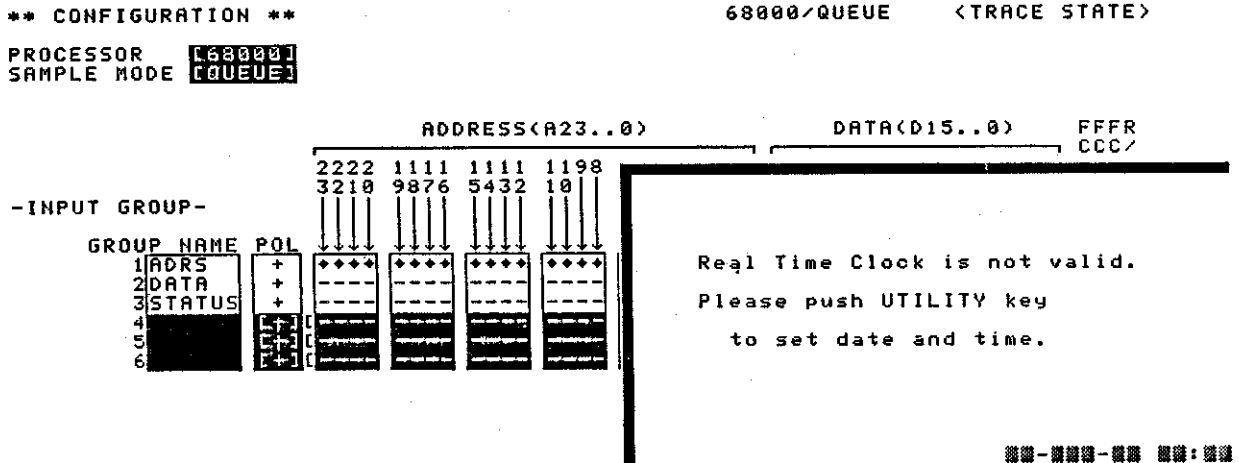 ** CONFIGURATION ** 68000/QUEUE <TRACE STATE>
PROCESSOR [68000]
SAMPLE MODE [QUEUE]
ADDRESS(A23..0) DATA(D15..0) FFFR
CCC/
2222 1111 1111 1198
3210 9876 5432 10
-INPUT GROUP-
GROUP NAME POL
1 ADRS + ++++ ++++ ++++ ++++
2 DATA + ---- ---- ---- ----
3 STATUS + ---- ---- ---- ----
4 [+] [ ---- ---- ---- ----
5 [+] [ ---- ---- ---- ----
6 [+] [ ---- ---- ---- ----
Real Time Clock is not valid.
Please push UTILITY key
to set date and time.